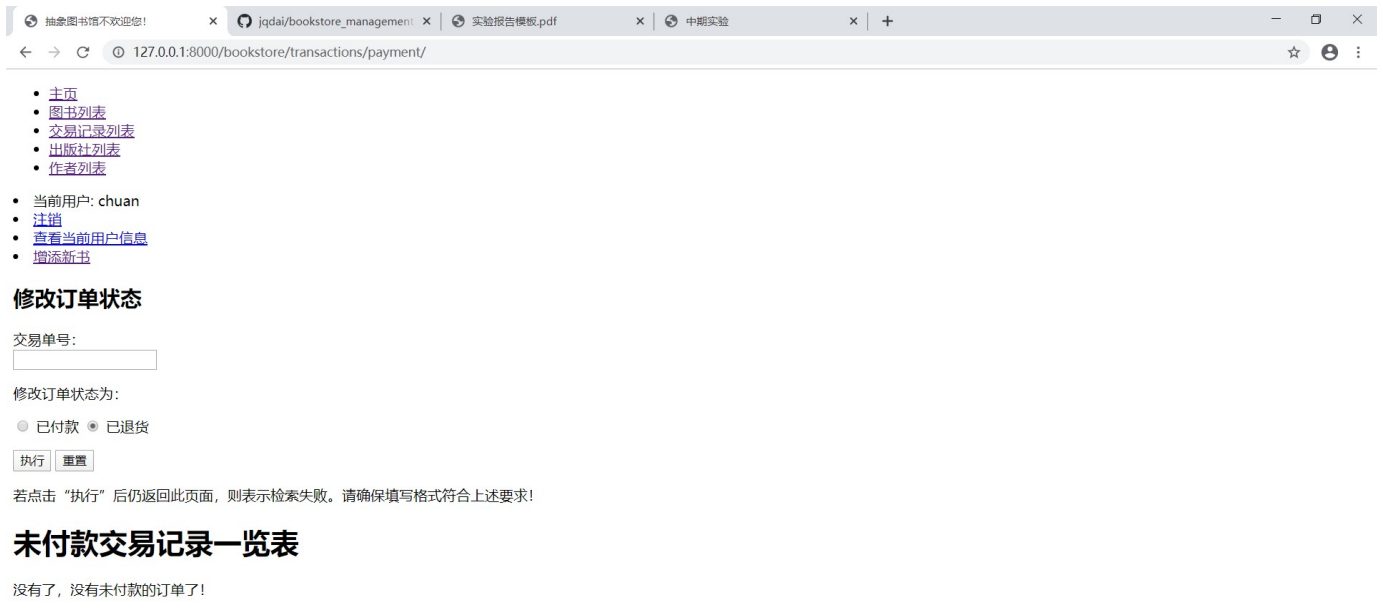 抽象图书馆不欢迎您!
jqdai/bookstore_management
实验报告模板.pdf
中期实验
127.0.0.1:8000/bookstore/transactions/payment/
主页
图书列表
交易记录列表
出版社列表
作者列表
当前用户: chuan
注销
查看当前用户信息
增添新书
修改订单状态
交易单号：
修改订单状态为：
已付款 已退货
执行 重置
若点击“执行”后仍返回此页面，则表示检索失败。请确保填写格式符合上述要求！
未付款交易记录一览表
没有了，没有未付款的订单了！